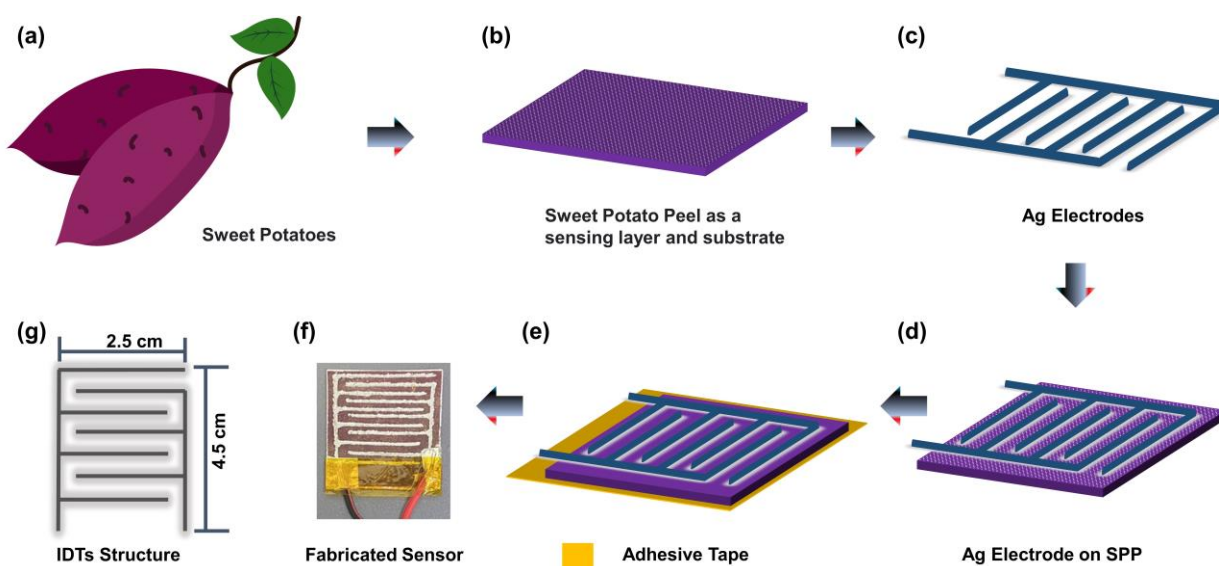 (a)
(b)
(c)
Sweet Potatoes
Sweet Potato Peel as a
sensing layer and substrate
Ag Electrodes
(g)
(f)
(e)
(d)
2.5 cm
4.5 cm
IDTs Structure
Fabricated Sensor
Adhesive Tape
Ag Electrode on SPP